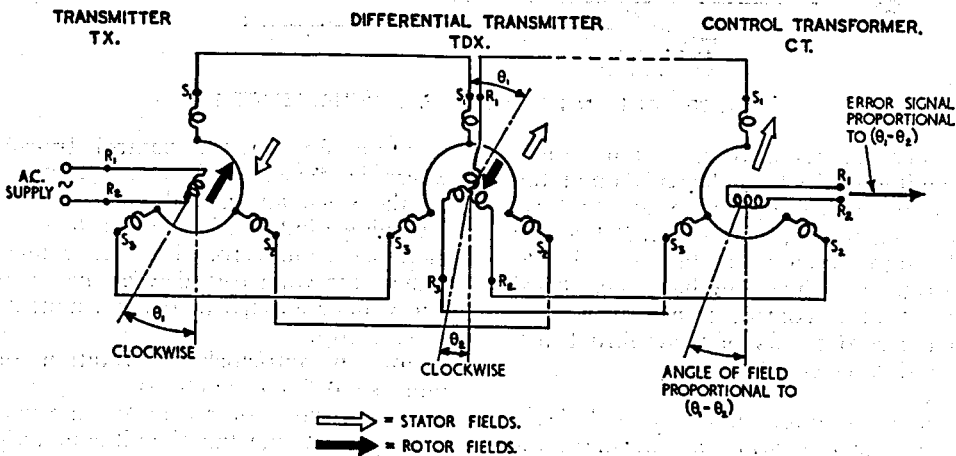 TRANSMITTER
TX.
DIFFERENTIAL TRANSMITTER
TDX.
CONTROL TRANSFORMER.
CT.
θ₁
S₁
S₁
R₁
S₁
ERROR SIGNAL
PROPORTIONAL
TO (θ₁-θ₂)
R₁
A.C.
SUPPLY
~
R₂
R₁
R₂
S₃
S₂
S₃
S₂
S₃
S₂
R₃
R₂
θ₁
CLOCKWISE
θ₂
CLOCKWISE
ANGLE OF FIELD
PROPORTIONAL TO
(θ₁-θ₂)
= STATOR FIELDS.
= ROTOR FIELDS.